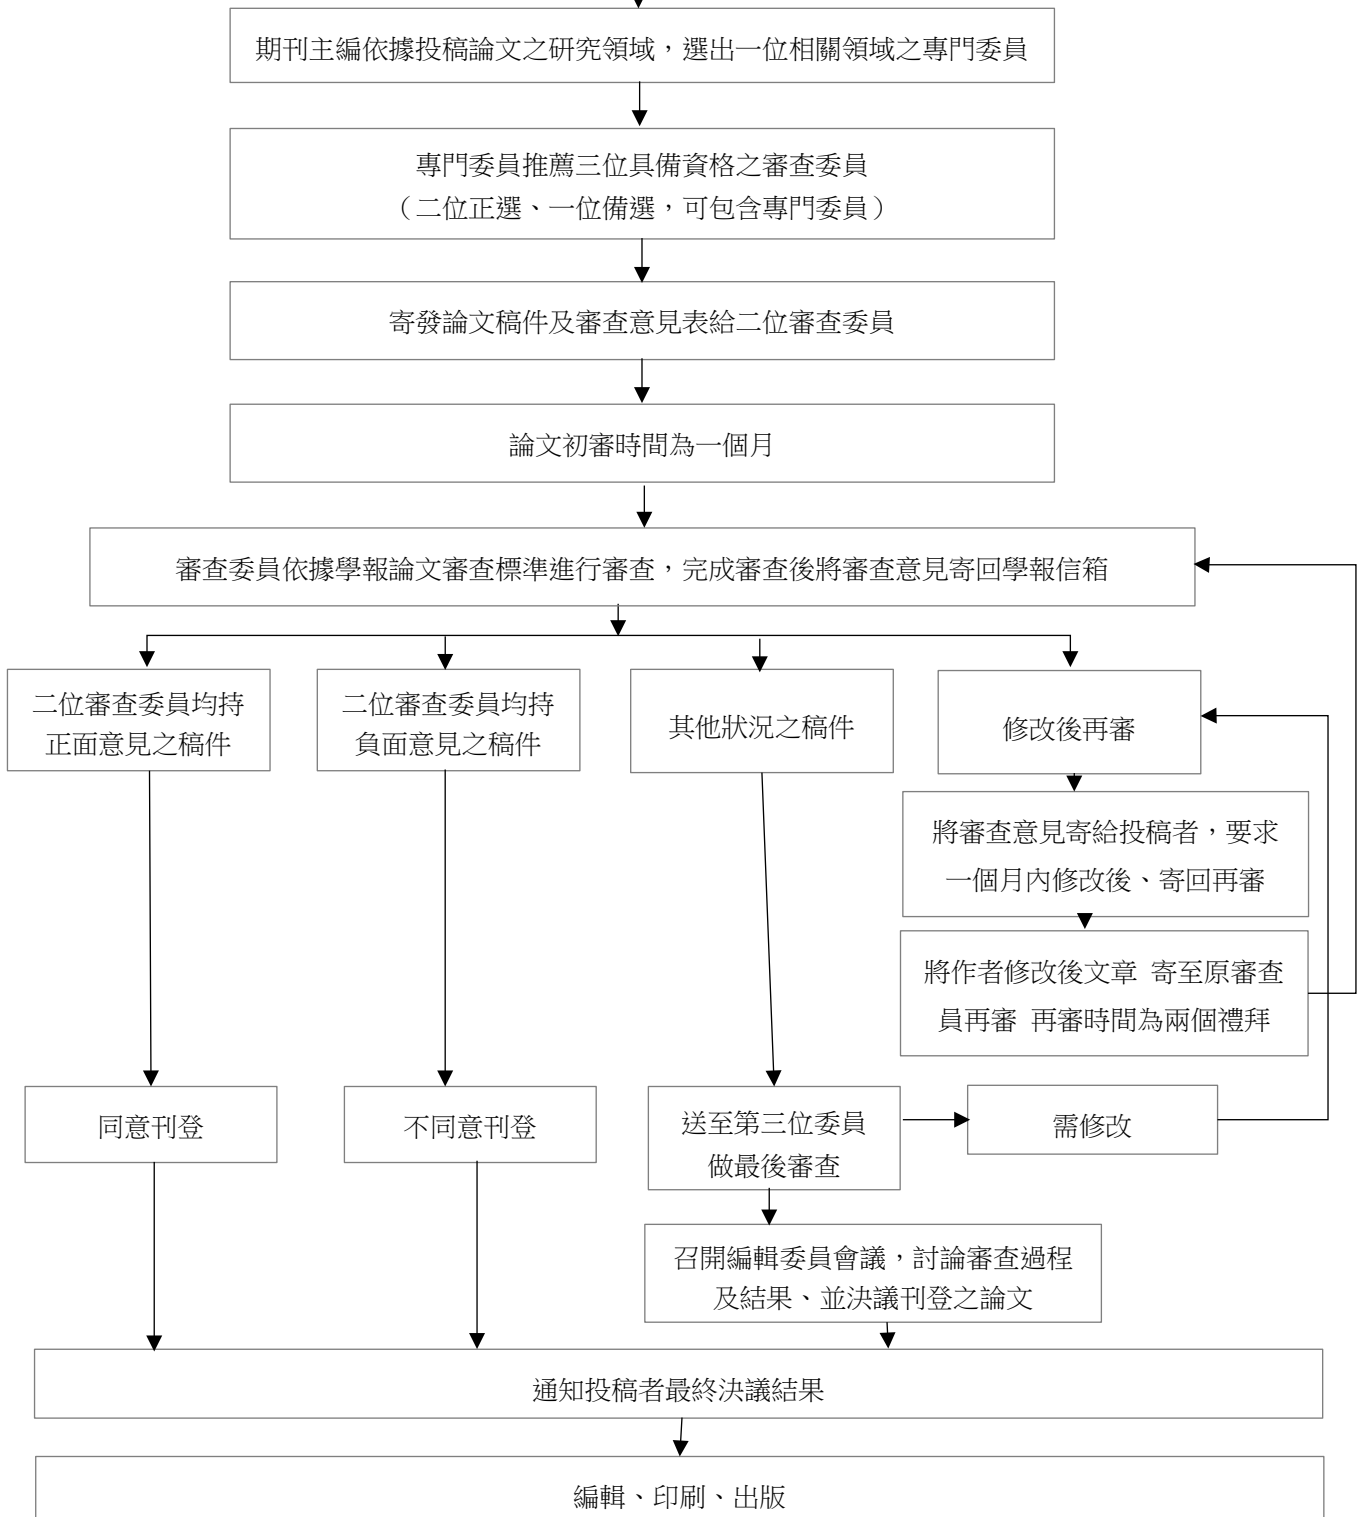 期刊主編依據投稿論文之研究領域，選出一位相關領域之專門委員
專門委員推薦三位具備資格之審查委員
（二位正選、一位備選，可包含專門委員）
寄發論文稿件及審查意見表給二位審查委員
論文初審時間為一個月
審查委員依據學報論文審查標準進行審查，完成審查後將審查意見寄回學報信箱
二位審查委員均持
正面意見之稿件
二位審查委員均持
負面意見之稿件
其他狀況之稿件
修改後再審
將審查意見寄給投稿者，要求
一個月內修改後、寄回再審
將作者修改後文章 寄至原審查
員再審 再審時間為兩個禮拜
同意刊登
不同意刊登
送至第三位委員
做最後審查
需修改
召開編輯委員會議，討論審查過程
及結果、並決議刊登之論文
通知投稿者最終決議結果
編輯、印刷、出版